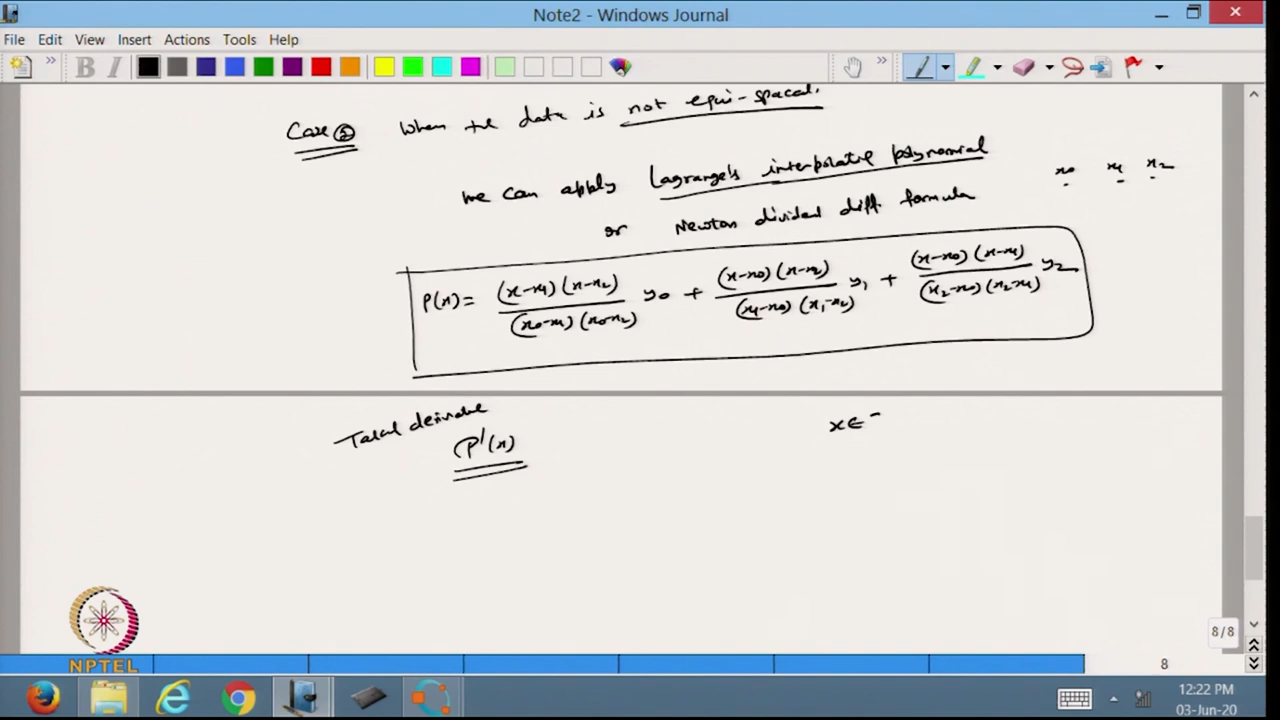 Note2 - Windows Journal
File Edit View Insert Actions Tools Help
Case ② When the data is not equi-spaced.
We can apply Lagrange's interpolating polynomial
x0 x1 x2
or Newton divided diff. formula
P(x) = (x-x1)(x-x2)/(x0-x1)(x0-x2) y0 + (x-x0)(x-x2)/(x1-x0)(x1-x2) y1 + (x-x0)(x-x1)/(x2-x0)(x2-x1) y2
Take derivative
P'(x)
x∈
8/8
NPTEL
8
12:22 PM
03-Jun-20